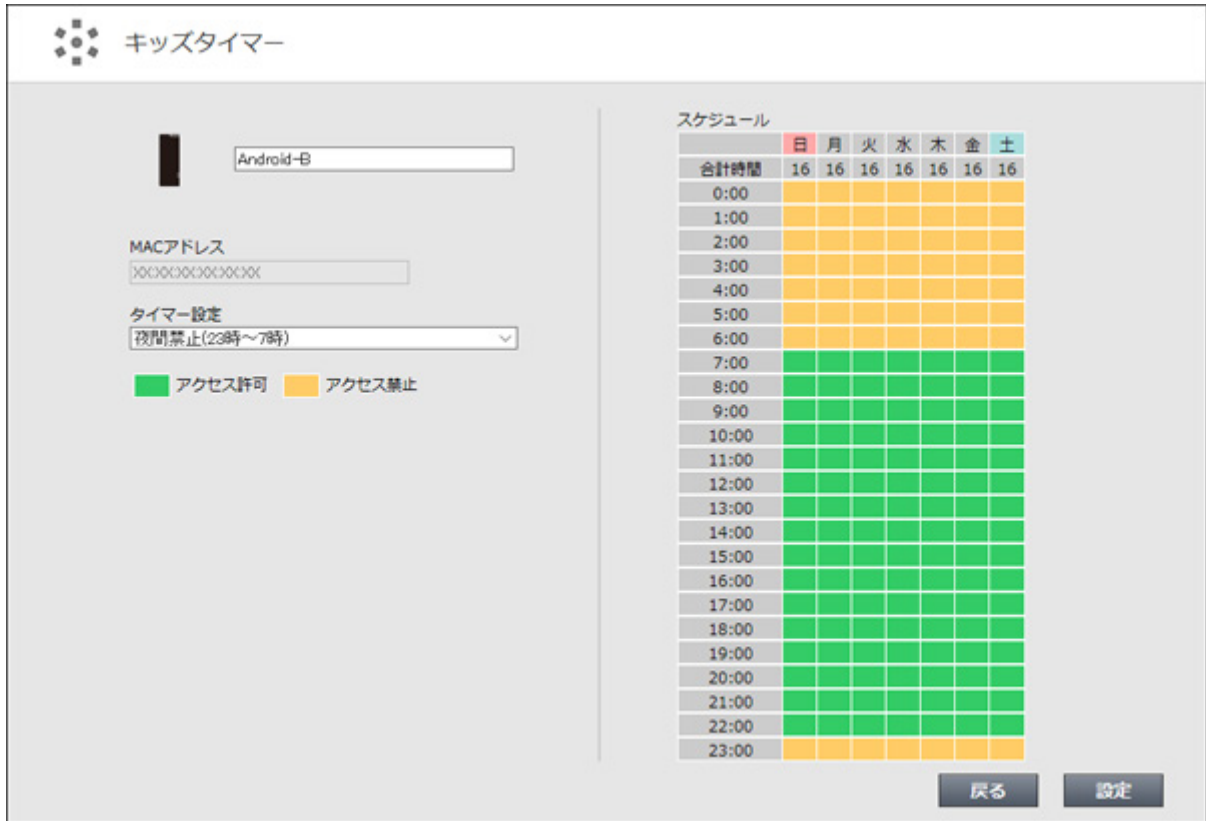 キッズタイマー
Android-B
MACアドレス
XX:XX:XX:XX:XX:XX
タイマー設定
夜間禁止(23時～7時)
アクセス許可 アクセス禁止
スケジュール
日 月 火 水 木 金 土
合計時間 16 16 16 16 16 16 16
0:00
1:00
2:00
3:00
4:00
5:00
6:00
7:00
8:00
9:00
10:00
11:00
12:00
13:00
14:00
15:00
16:00
17:00
18:00
19:00
20:00
21:00
22:00
23:00
戻る 設定